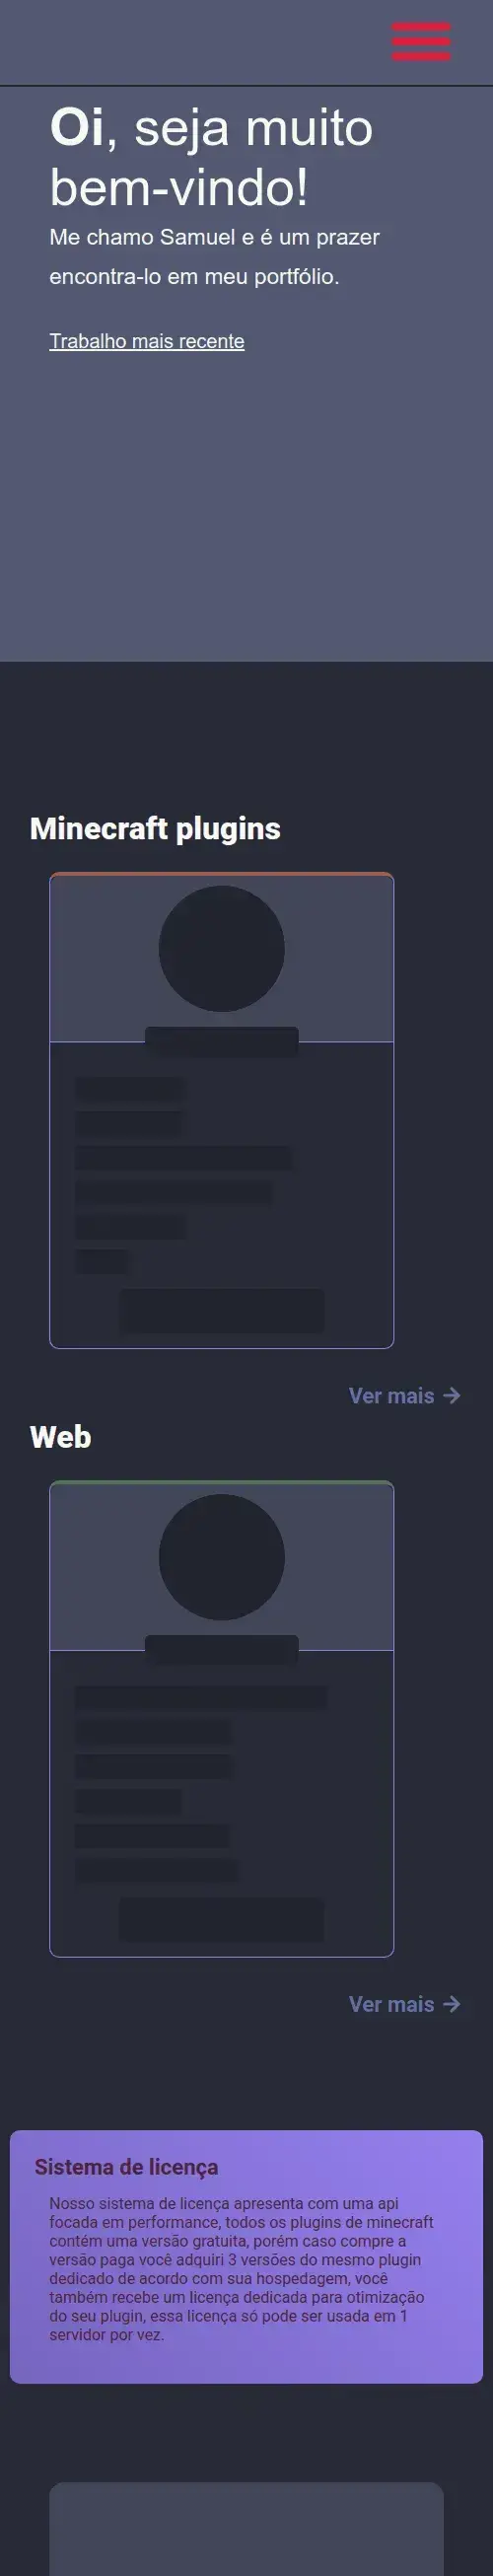 Oi, seja muito
bem-vindo!
Me chamo Samuel e é um prazer
encontra-lo em meu portfólio.
Trabalho mais recente
Minecraft plugins
Ver mais →
Web
Ver mais →
Sistema de licença
Nosso sistema de licença apresenta com uma api
focada em performance, todos os plugins de minecraft
contém uma versão gratuita, porém caso compre a
versão paga você adquiri 3 versões do mesmo plugin
dedicado de acordo com sua hospedagem, você
também recebe um licença dedicada para otimização
do seu plugin, essa licença só pode ser usada em 1
servidor por vez.